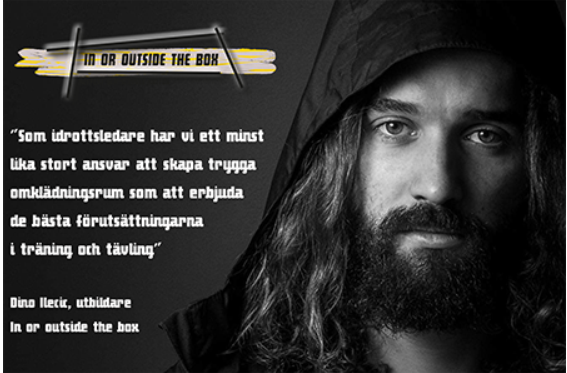 IN OR OUTSIDE THE BOX
"Som idrottsledare har vi ett minst
lika stort ansvar att skapa trygga
omklädningsrum som att erbjuda
de bästa förutsättningarna
i träning och tävling"
Dino Ilecic, utbildare
In or outside the box